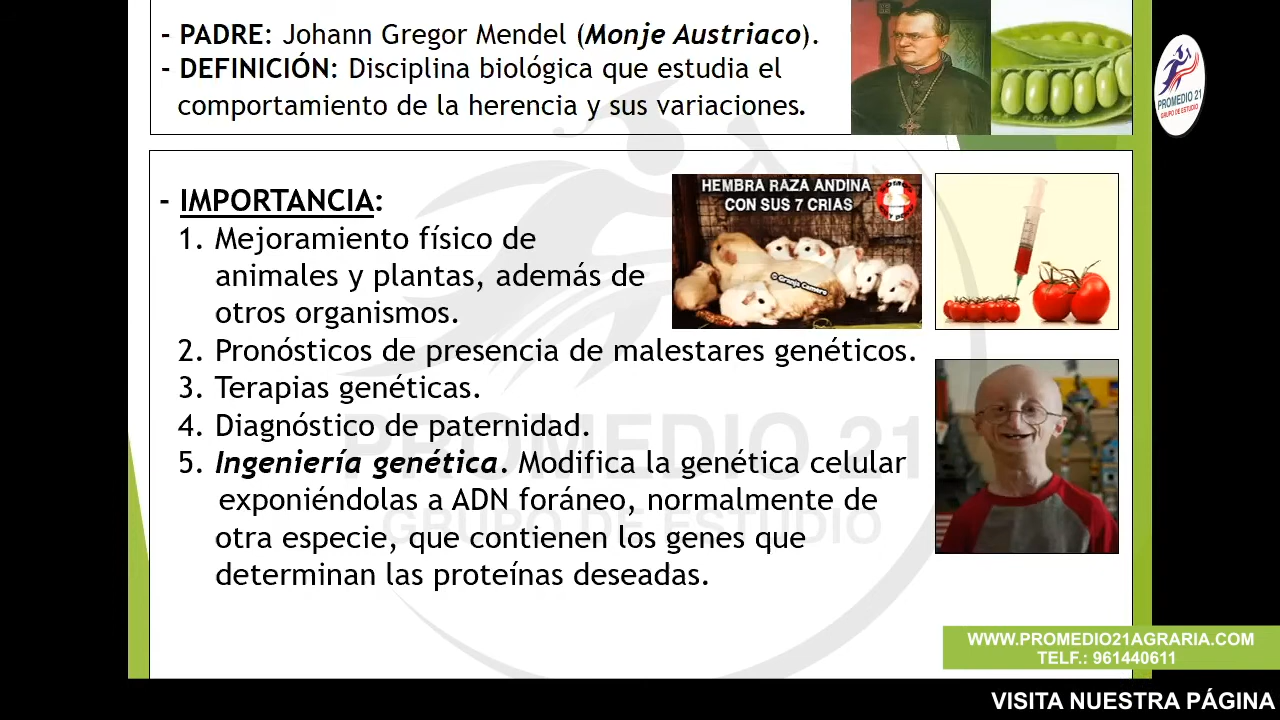 - PADRE: Johann Gregor Mendel (Monje Austriaco).
- DEFINICIÓN: Disciplina biológica que estudia el
comportamiento de la herencia y sus variaciones.
PROMEDIO 21
GRUPO DE ESTUDIO
- IMPORTANCIA:
1. Mejoramiento físico de
animales y plantas, además de
otros organismos.
2. Pronósticos de presencia de malestares genéticos.
3. Terapias genéticas.
4. Diagnóstico de paternidad.
5. Ingeniería genética. Modifica la genética celular
exponiéndolas a ADN foráneo, normalmente de
otra especie, que contienen los genes que
determinan las proteínas deseadas.
HEMBRA RAZA ANDINA
CON SUS 7 CRIAS
PROMEDIO 21
GRUPO DE ESTUDIO
WWW.PROMEDIO21AGRARIA.COM
TELF.: 961440611
VISITA NUESTRA PÁGINA